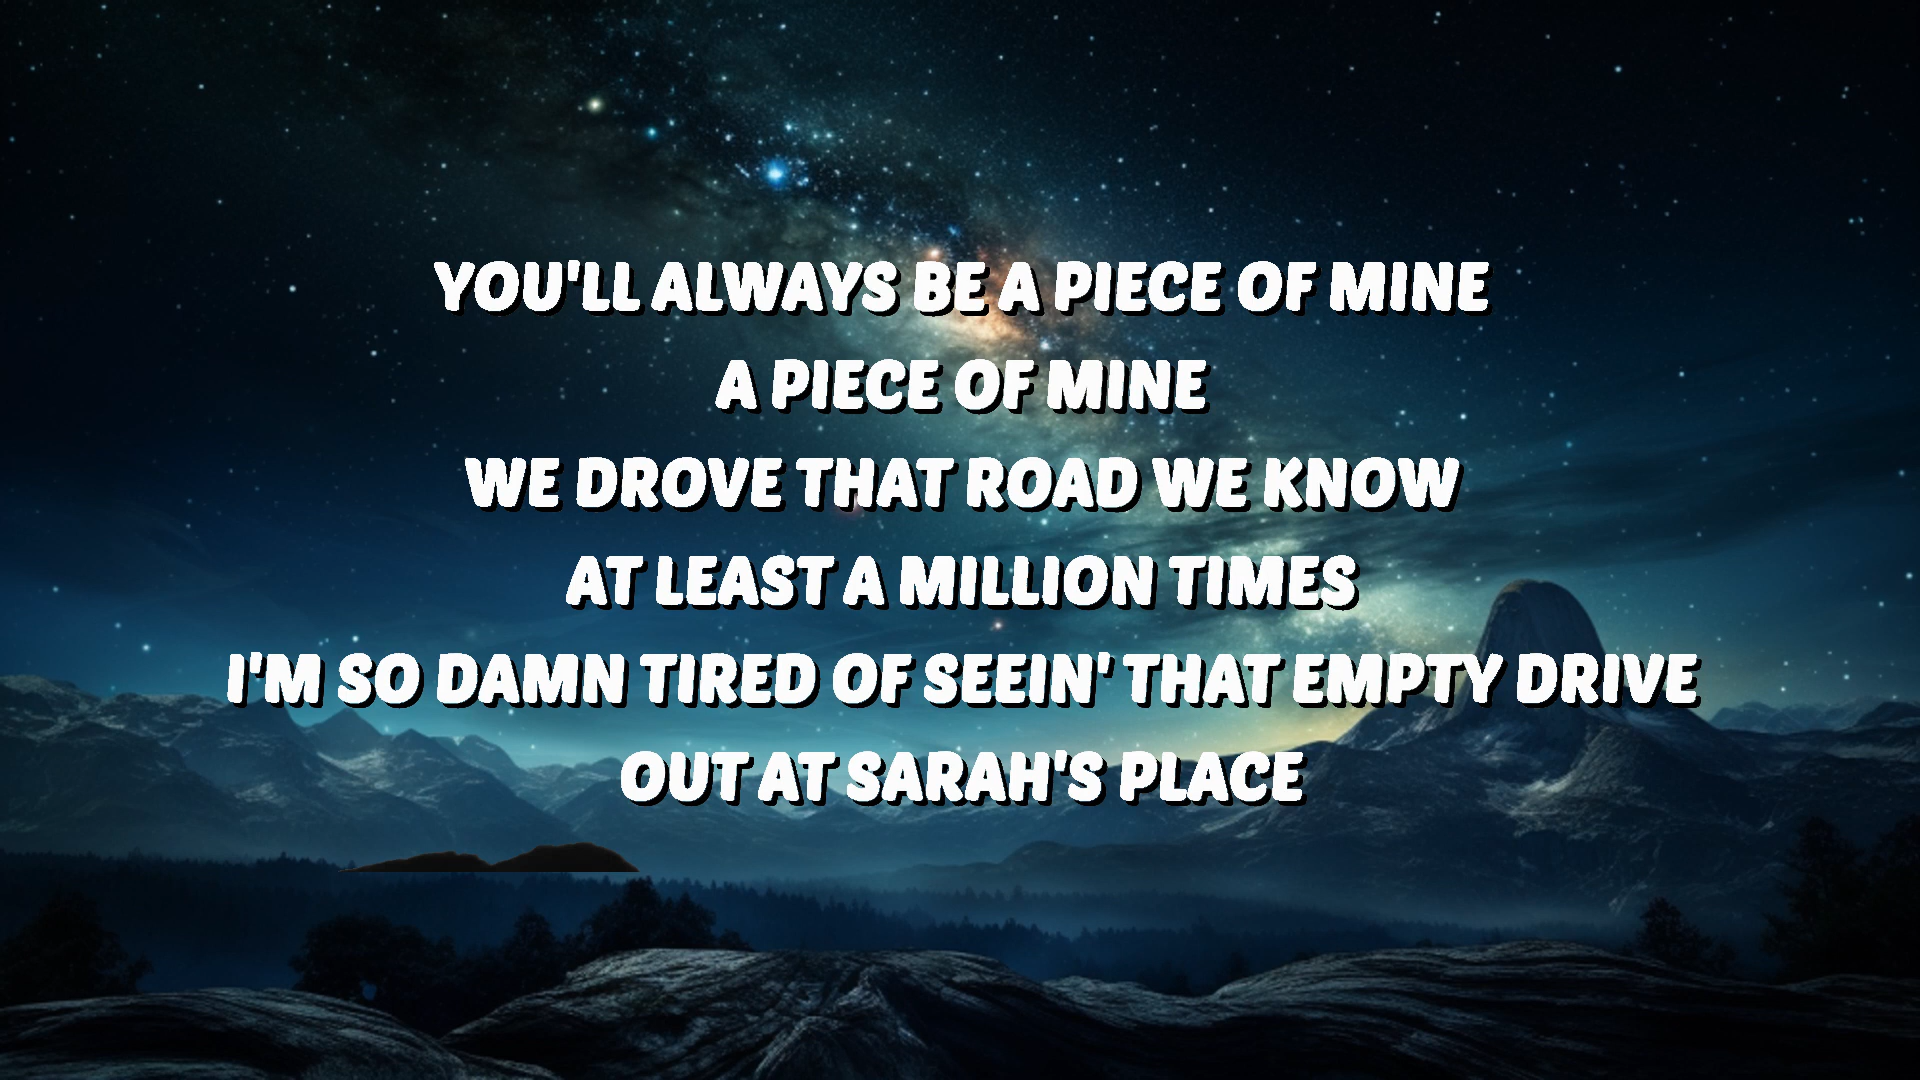 YOU'LL ALWAYS BE A PIECE OF MINE
A PIECE OF MINE
WE DROVE THAT ROAD WE KNOW
AT LEAST A MILLION TIMES
I'M SO DAMN TIRED OF SEEIN' THAT EMPTY DRIVE
OUT AT SARAH'S PLACE